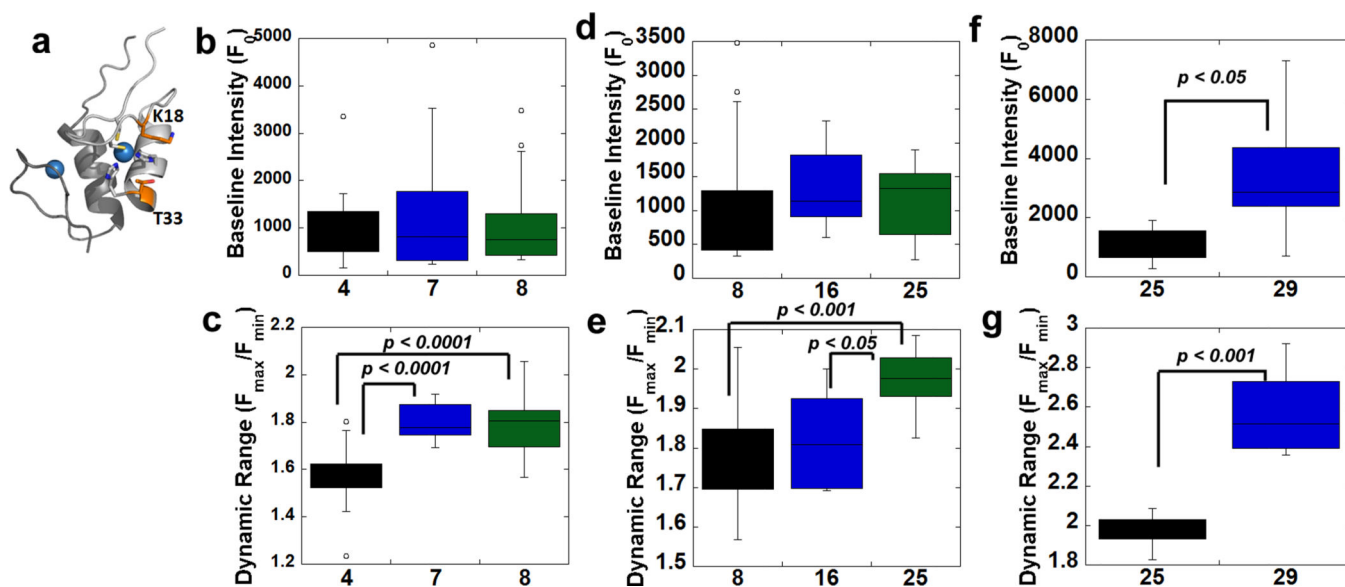 a
K18
T33
b
Baseline Intensity (F0)
5000
4000
3000
2000
1000
0
4 7 8
c
Dynamic Range (Fmax/Fmin)
2.2
2
1.8
1.6
1.4
1.2
p < 0.0001
p < 0.0001
4 7 8
d
Baseline Intensity (F0)
3500
3000
2500
2000
1500
1000
500
0
8 16 25
e
Dynamic Range (Fmax/Fmin)
2.1
2
1.9
1.8
1.7
1.6
1.5
p < 0.001
p < 0.05
8 16 25
f
Baseline Intensity (F0)
8000
6000
4000
2000
0
p < 0.05
25 29
g
Dynamic Range (Fmax/Fmin)
3
2.8
2.6
2.4
2.2
2
1.8
p < 0.001
25 29